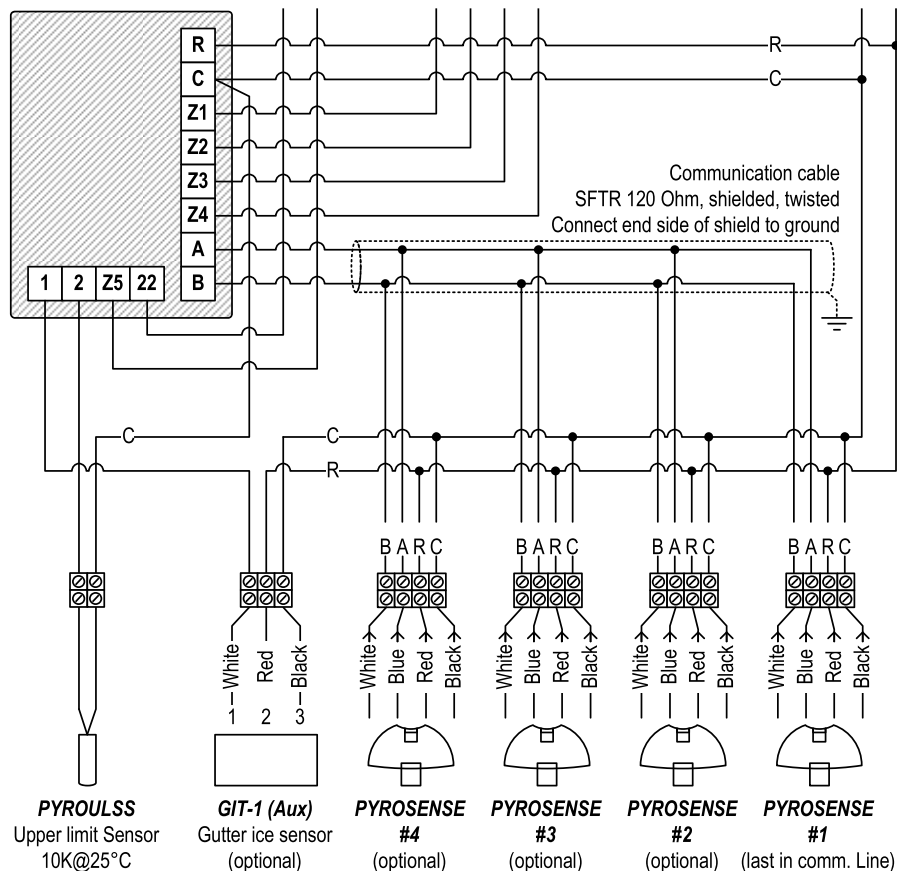 R
C
Z1
Z2
Z3
Z4
A
B
1 2 Z5 22
R
C
Communication cable
SFTR 120 Ohm, shielded, twisted
Connect end side of shield to ground
C
C
R
B A R C
B A R C
B A R C
B A R C
White Red Black
1 2 3
White Blue Red Black
White Blue Red Black
White Blue Red Black
White Blue Red Black
PYROULSS
Upper limit Sensor
10K@25°C
GIT-1 (Aux)
Gutter ice sensor
(optional)
PYROSENSE
#4
(optional)
PYROSENSE
#3
(optional)
PYROSENSE
#2
(optional)
PYROSENSE
#1
(last in comm. Line)